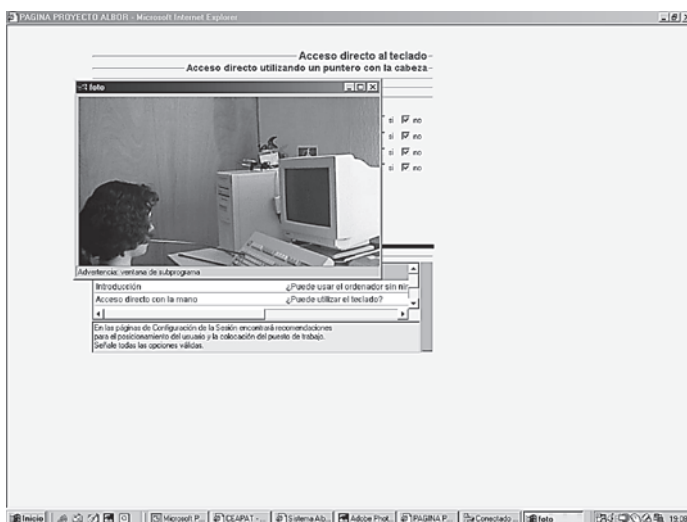 PAGINA PROYECTO ALBOR - Microsoft Internet Explorer
Acceso directo al teclado
Acceso directo utilizando un puntero con la cabeza
foto
si no
si no
si no
Advertencia: ventana de subprograma
Introducción ¿Puede usar el ordenador sin nin
Acceso directo con la mano ¿Puede utilizar el teclado?
En las páginas de Configuración de la Sesión encontrará recomendaciones
para el posicionamiento del usuario y la colocación del puesto de trabajo.
Señale todas las opciones válidas.
Inicio Microsoft P... CEAPAT - ... Sistema Alb... Adobe Phot... PAGINA P... Conectado ... foto 19:08